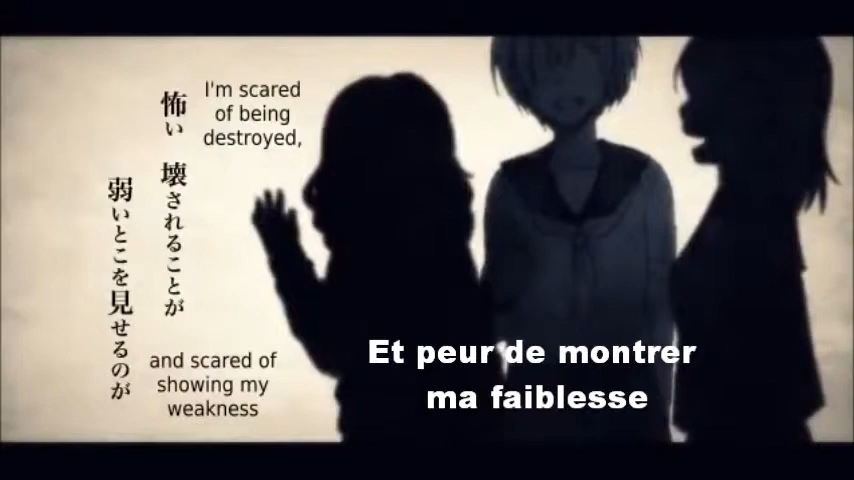 怖い 壊されることが
弱いとこを見せるのが
I'm scared
of being
destroyed,
and scared of
showing my
weakness
Et peur de montrer
ma faiblesse